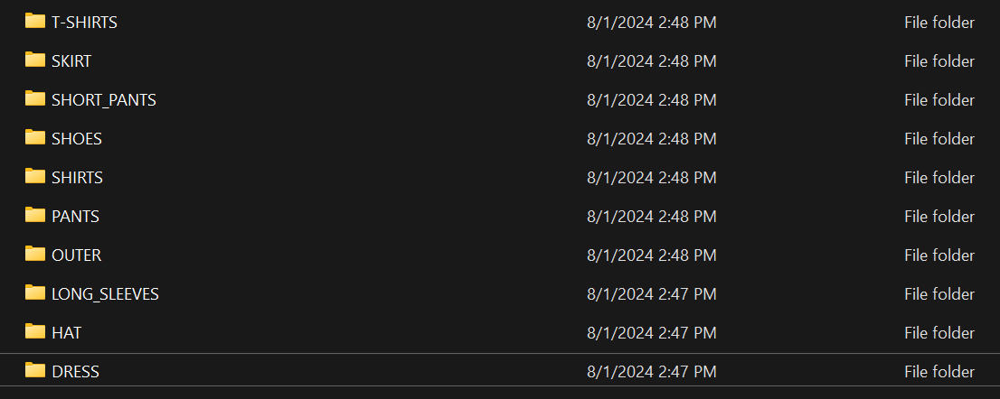 T-SHIRTS 8/1/2024 2:48 PM File folder
SKIRT 8/1/2024 2:48 PM File folder
SHORT_PANTS 8/1/2024 2:48 PM File folder
SHOES 8/1/2024 2:48 PM File folder
SHIRTS 8/1/2024 2:48 PM File folder
PANTS 8/1/2024 2:48 PM File folder
OUTER 8/1/2024 2:48 PM File folder
LONG_SLEEVES 8/1/2024 2:47 PM File folder
HAT 8/1/2024 2:47 PM File folder
DRESS 8/1/2024 2:47 PM File folder